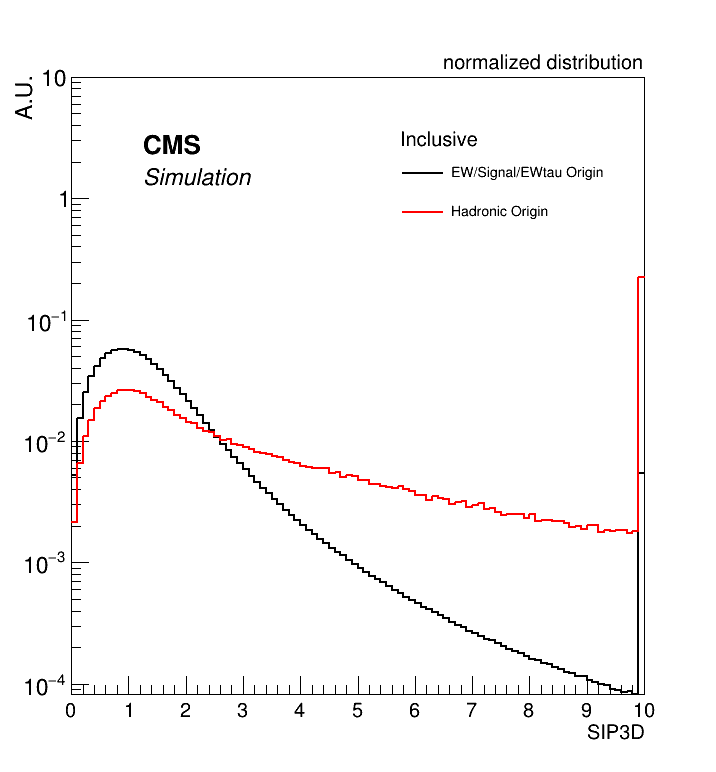 normalized distribution
A.U.
10
1
10⁻¹
10⁻²
10⁻³
10⁻⁴
CMS
Simulation
Inclusive
EW/Signal/EWtau Origin
Hadronic Origin
0 1 2 3 4 5 6 7 8 9 10
SIP3D